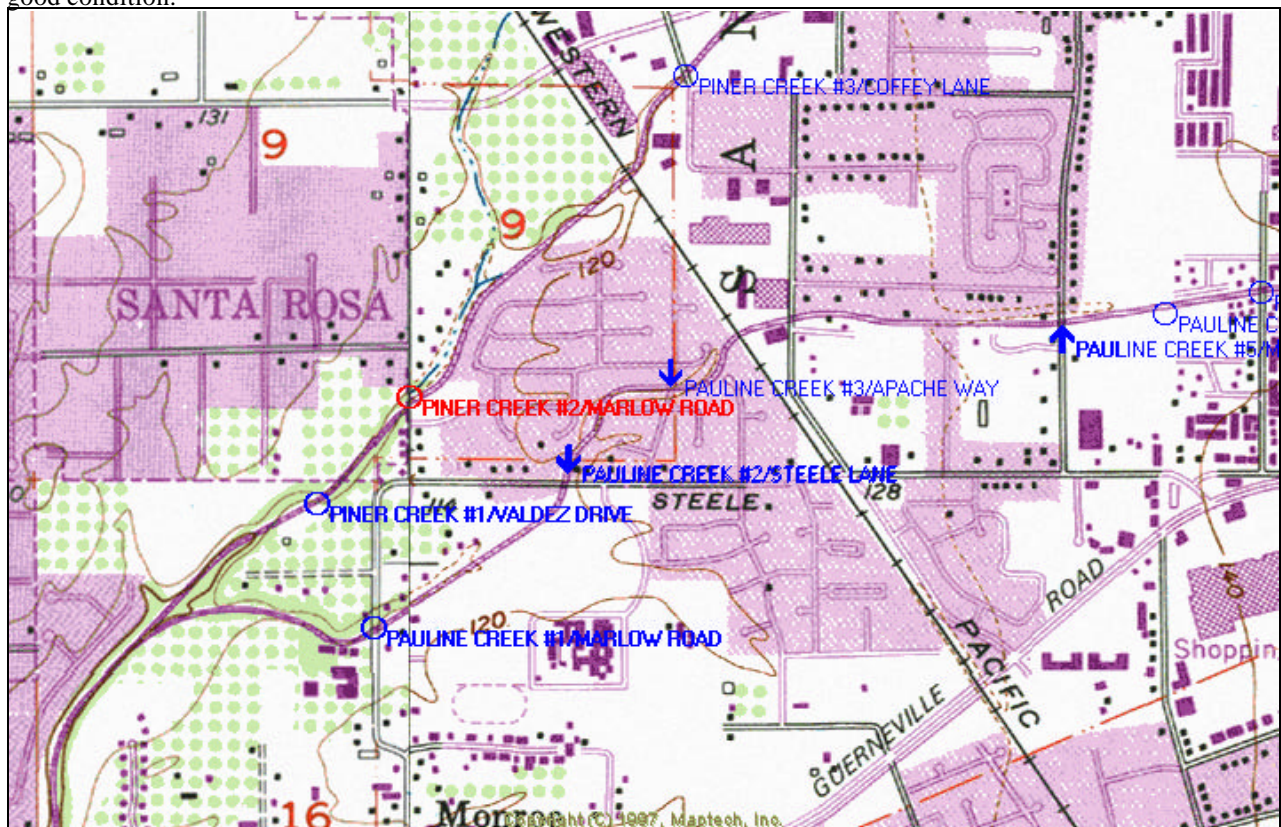 good condition.
WESTERN
PINER CREEK #3/COFFEY LANE
131
9
9
S A N
120
SANTA ROSA
PAULINE C
PAULINE CREEK #5/M
PAULINE CREEK #3/APACHE WAY
PINER CREEK #2/MARLOW ROAD
PAULINE CREEK #2/STEELE LANE
128
114
STEELE
PINER CREEK #1/VALDEZ DRIVE
ROAD
140
120
PAULINE CREEK #1/MARLOW ROAD
PACIFIC
Shoppin
GUERNEVILLE
16
Monroe
Copyright (C) 1997, Maptech, Inc.